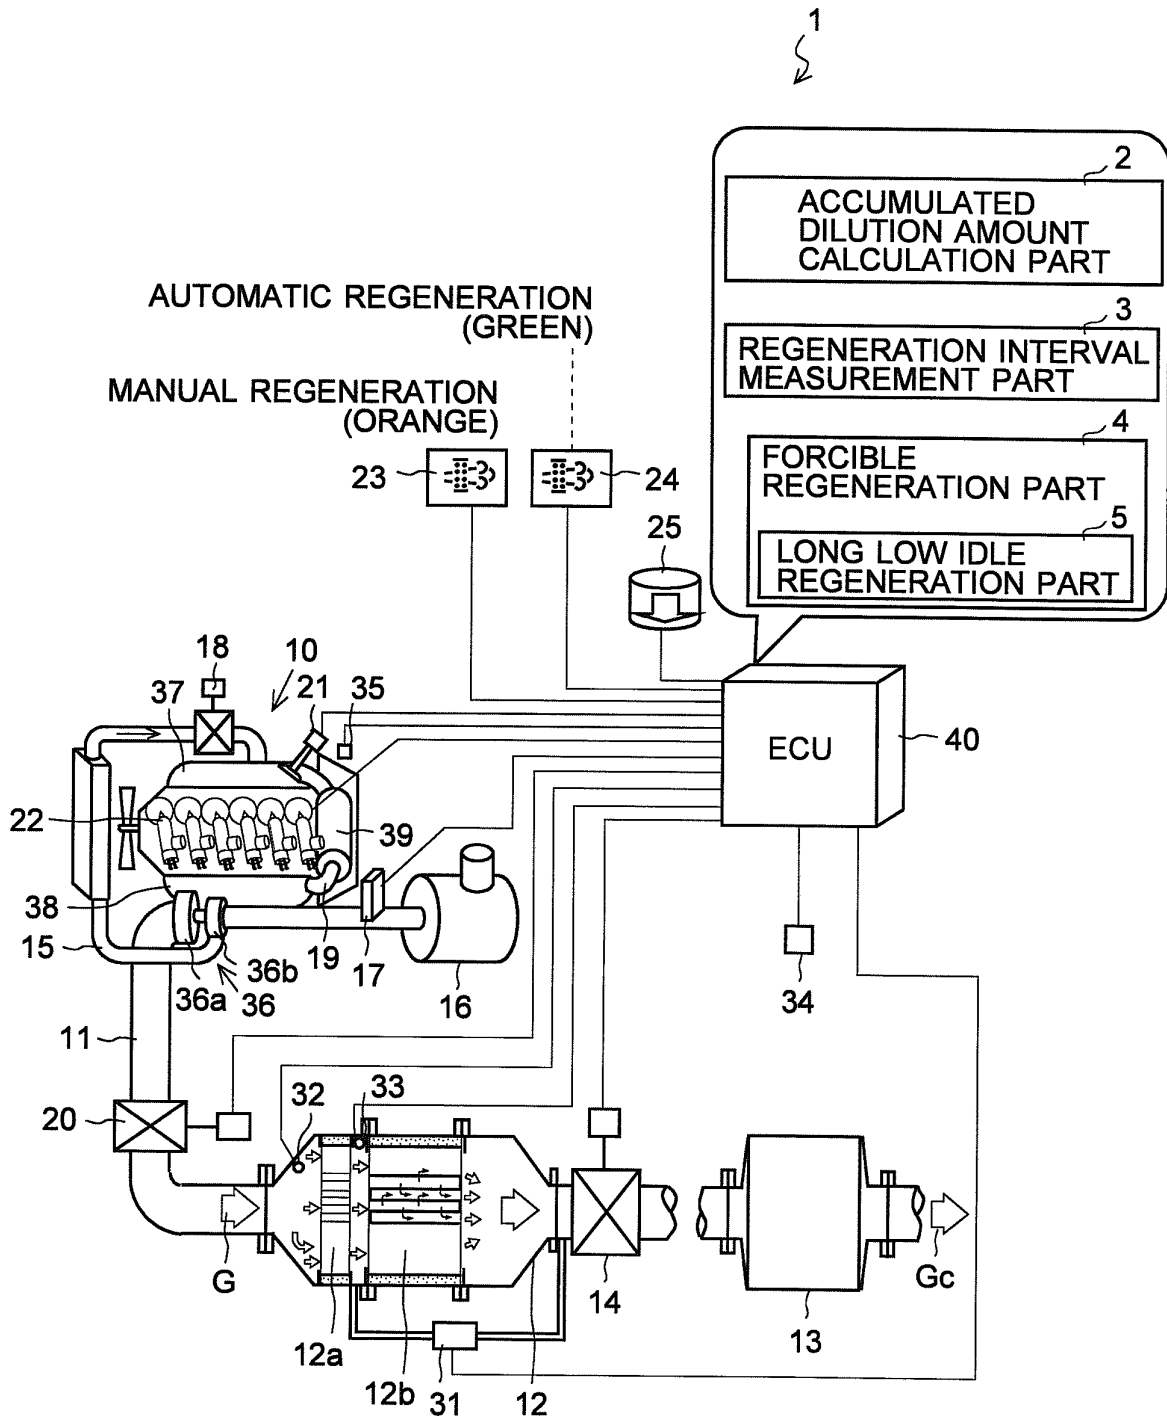 1
2
ACCUMULATED
DILUTION AMOUNT
CALCULATION PART
AUTOMATIC REGENERATION
(GREEN)
3
REGENERATION INTERVAL
MEASUREMENT PART
MANUAL REGENERATION
(ORANGE)
4
FORCIBLE
REGENERATION PART
23
24
25
5
LONG LOW IDLE
REGENERATION PART
18
10
37
21
35
ECU
40
22
39
38
15
36b
19
17
36a
36
16
34
11
20
32
33
G
14
Gc
13
12a
12b
31
12